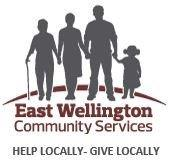 East Wellington
Community Services
HELP LOCALLY- GIVE LOCALLY